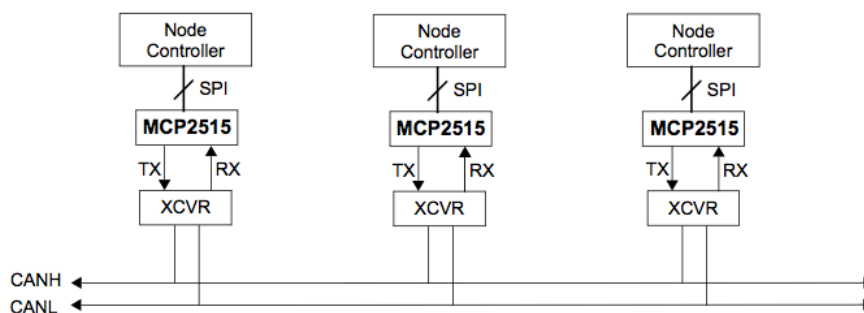 Node
Controller
Node
Controller
Node
Controller
SPI
SPI
SPI
MCP2515
MCP2515
MCP2515
TX
RX
TX
RX
TX
RX
XCVR
XCVR
XCVR
CANH
CANL